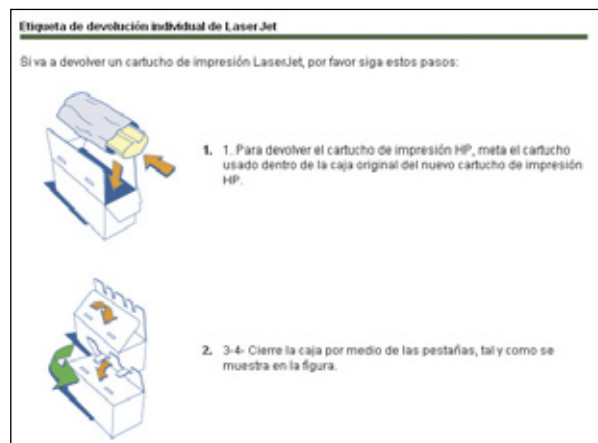 Etiqueta de devolución individual de LaserJet
Si va a devolver un cartucho de impresión LaserJet, por favor siga estos pasos:
1. 1. Para devolver el cartucho de impresión HP, meta el cartucho
usado dentro de la caja original del nuevo cartucho de impresión
HP.
2. 3-4- Cierre la caja por medio de las pestañas, tal y como se
muestra en la figura.